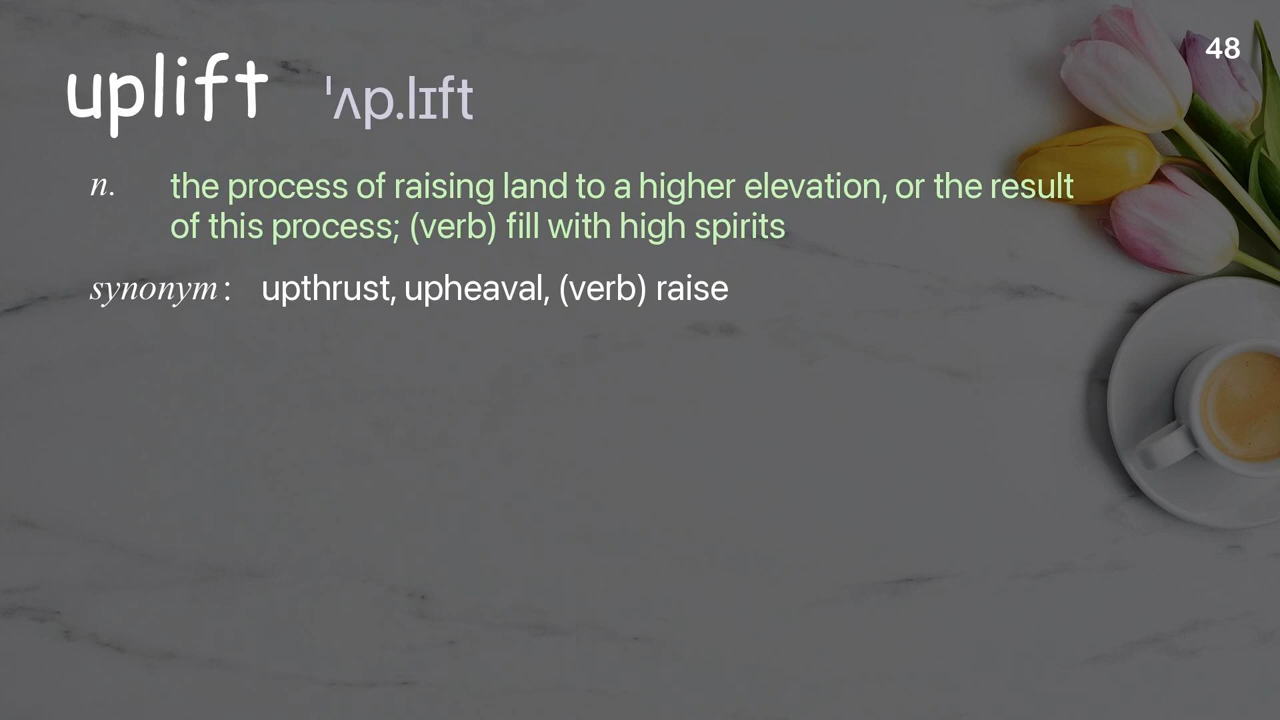 48
uplift ˈʌp.lɪft
n. the process of raising land to a higher elevation, or the result
of this process; (verb) fill with high spirits
synonym: upthrust, upheaval, (verb) raise